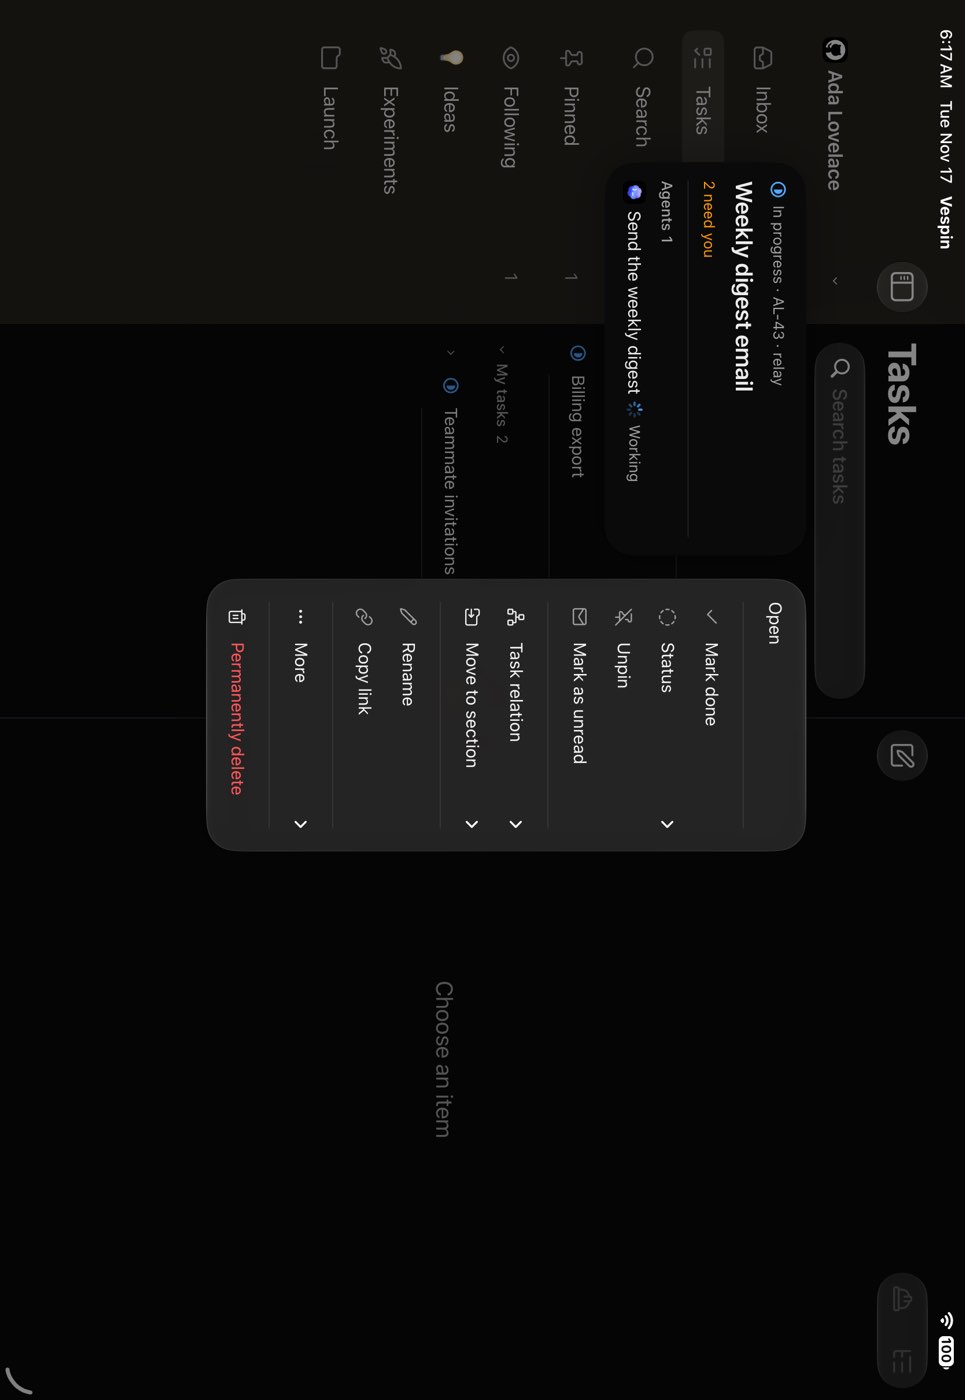 6:17 AM Tue Nov 17 Vespin
100
Tasks
Ada Lovelace
Search tasks
Inbox
Tasks
Search
Pinned 1
Following 1
Ideas
Experiments
Launch
In progress · AL-43 · relay
Weekly digest email
2 need you
Agents 1
Send the weekly digest Working
Billing export
My tasks 2
Teammate invitations
Open
Mark done
Status
Unpin
Mark as unread
Task relation
Move to section
Rename
Copy link
More
Permanently delete
Choose an item